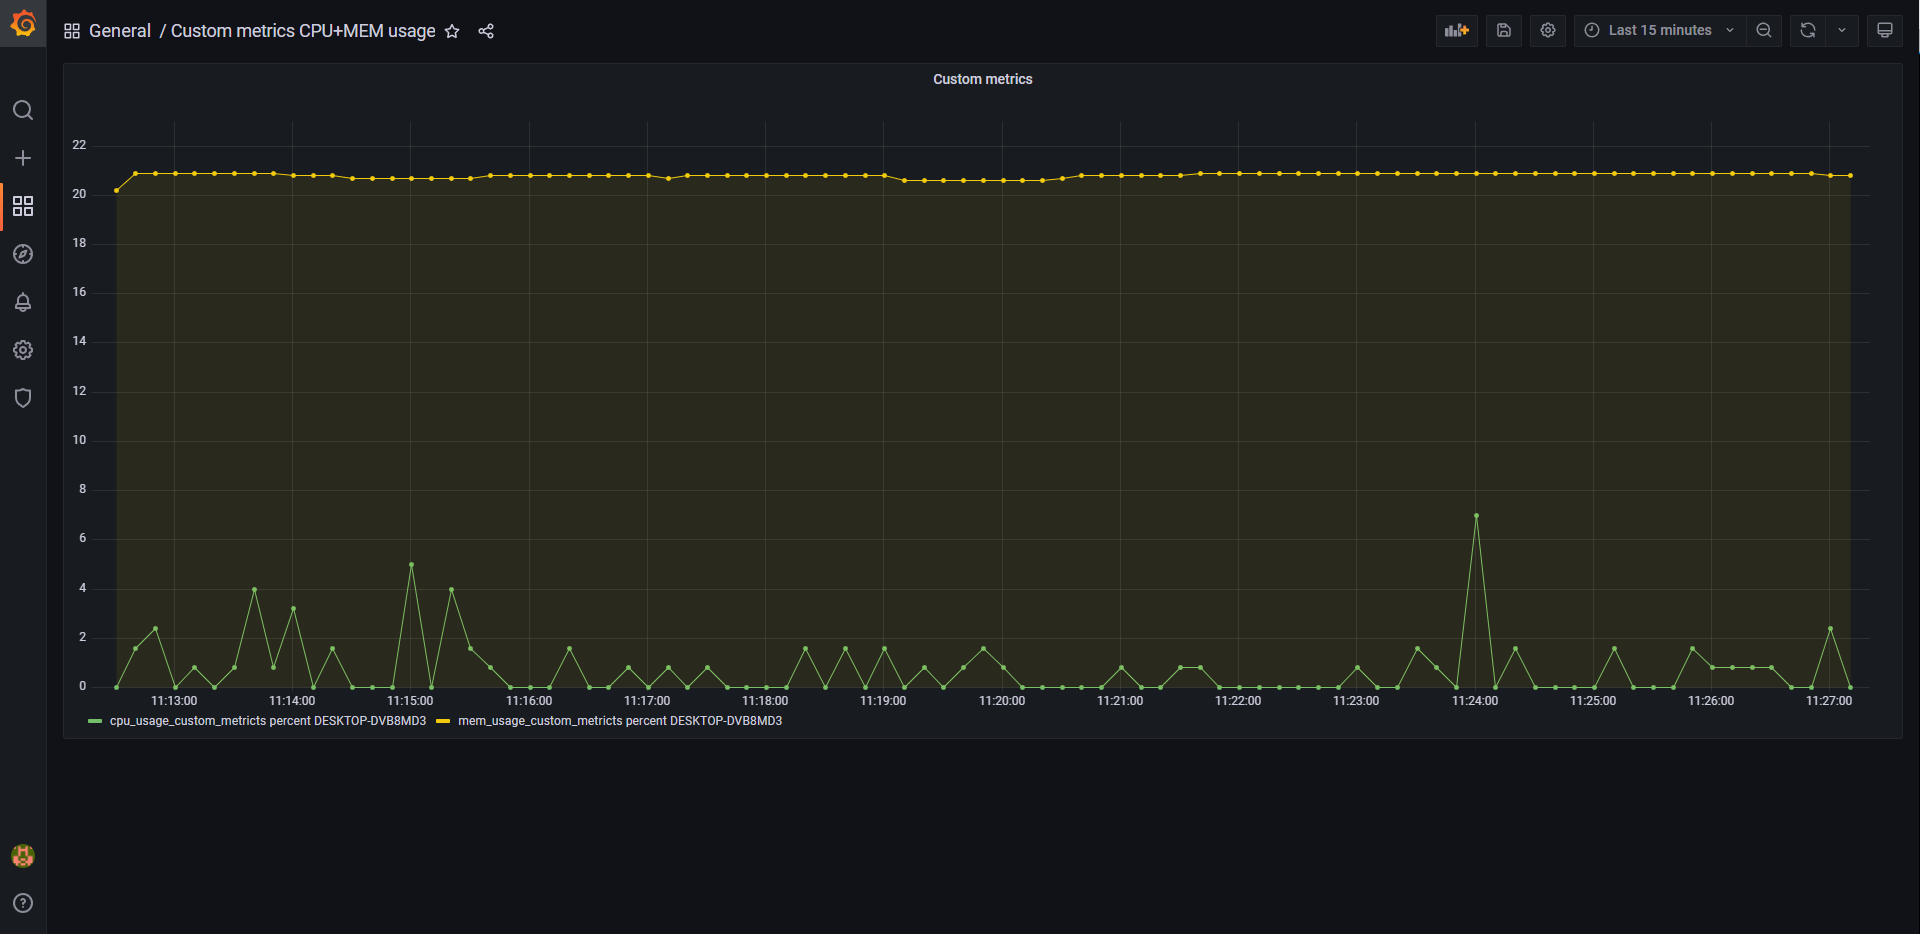 General / Custom metrics CPU+MEM usage
Last 15 minutes
Custom metrics
22
20
18
16
14
12
10
8
6
4
2
0
11:13:00 11:14:00 11:15:00 11:16:00 11:17:00 11:18:00 11:19:00 11:20:00 11:21:00 11:22:00 11:23:00 11:24:00 11:25:00 11:26:00 11:27:00
cpu_usage_custom_metricts percent DESKTOP-DVB8MD3 mem_usage_custom_metricts percent DESKTOP-DVB8MD3